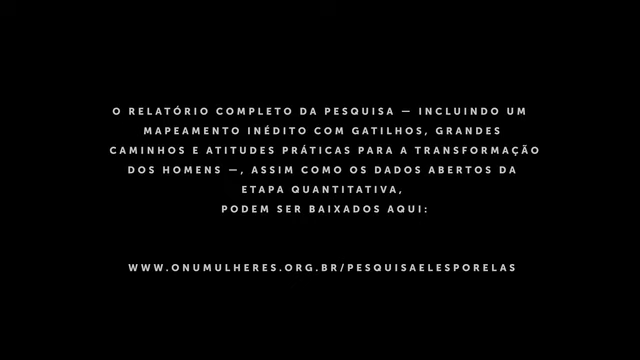 O RELATÓRIO COMPLETO DA PESQUISA — INCLUINDO UM
MAPEAMENTO INÉDITO COM GATILHOS, GRANDES
CAMINHOS E ATITUDES PRÁTICAS PARA A TRANSFORMAÇÃO
DOS HOMENS —, ASSIM COMO OS DADOS ABERTOS DA
ETAPA QUANTITATIVA,
PODEM SER BAIXADOS AQUI:
WWW.ONUMULHERES.ORG.BR/PESQUISAELESPORELAS